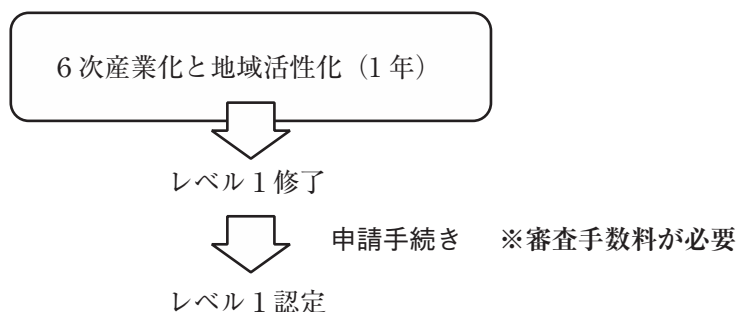 ６次産業化と地域活性化（1 年）
レベル１修了
申請手続き　※審査手数料が必要
レベル１認定